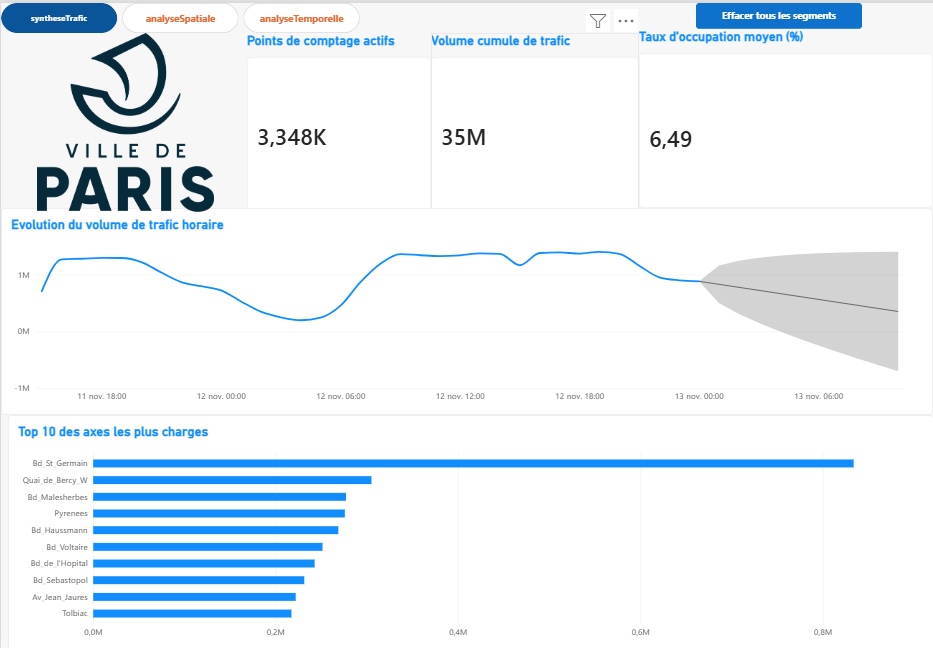 syntheseTrafic
analyseSpatiale
analyseTemporelle
Effacer tous les segments
VILLE DE
PARIS
Points de comptage actifs
3,348K
Volume cumule de trafic
35M
Taux d'occupation moyen (%)
6,49
Evolution du volume de trafic horaire
1M
0M
-1M
11 nov. 18:00
12 nov. 00:00
12 nov. 06:00
12 nov. 12:00
12 nov. 18:00
13 nov. 00:00
13 nov. 06:00
Top 10 des axes les plus charges
Bd_St_Germain
Quai_de_Bercy_W
Bd_Malesherbes
Pyrenees
Bd_Haussmann
Bd_Voltaire
Bd_de_l'Hopital
Bd_Sebastopol
Av_Jean_Jaures
Tolbiac
0,0M
0,2M
0,4M
0,6M
0,8M